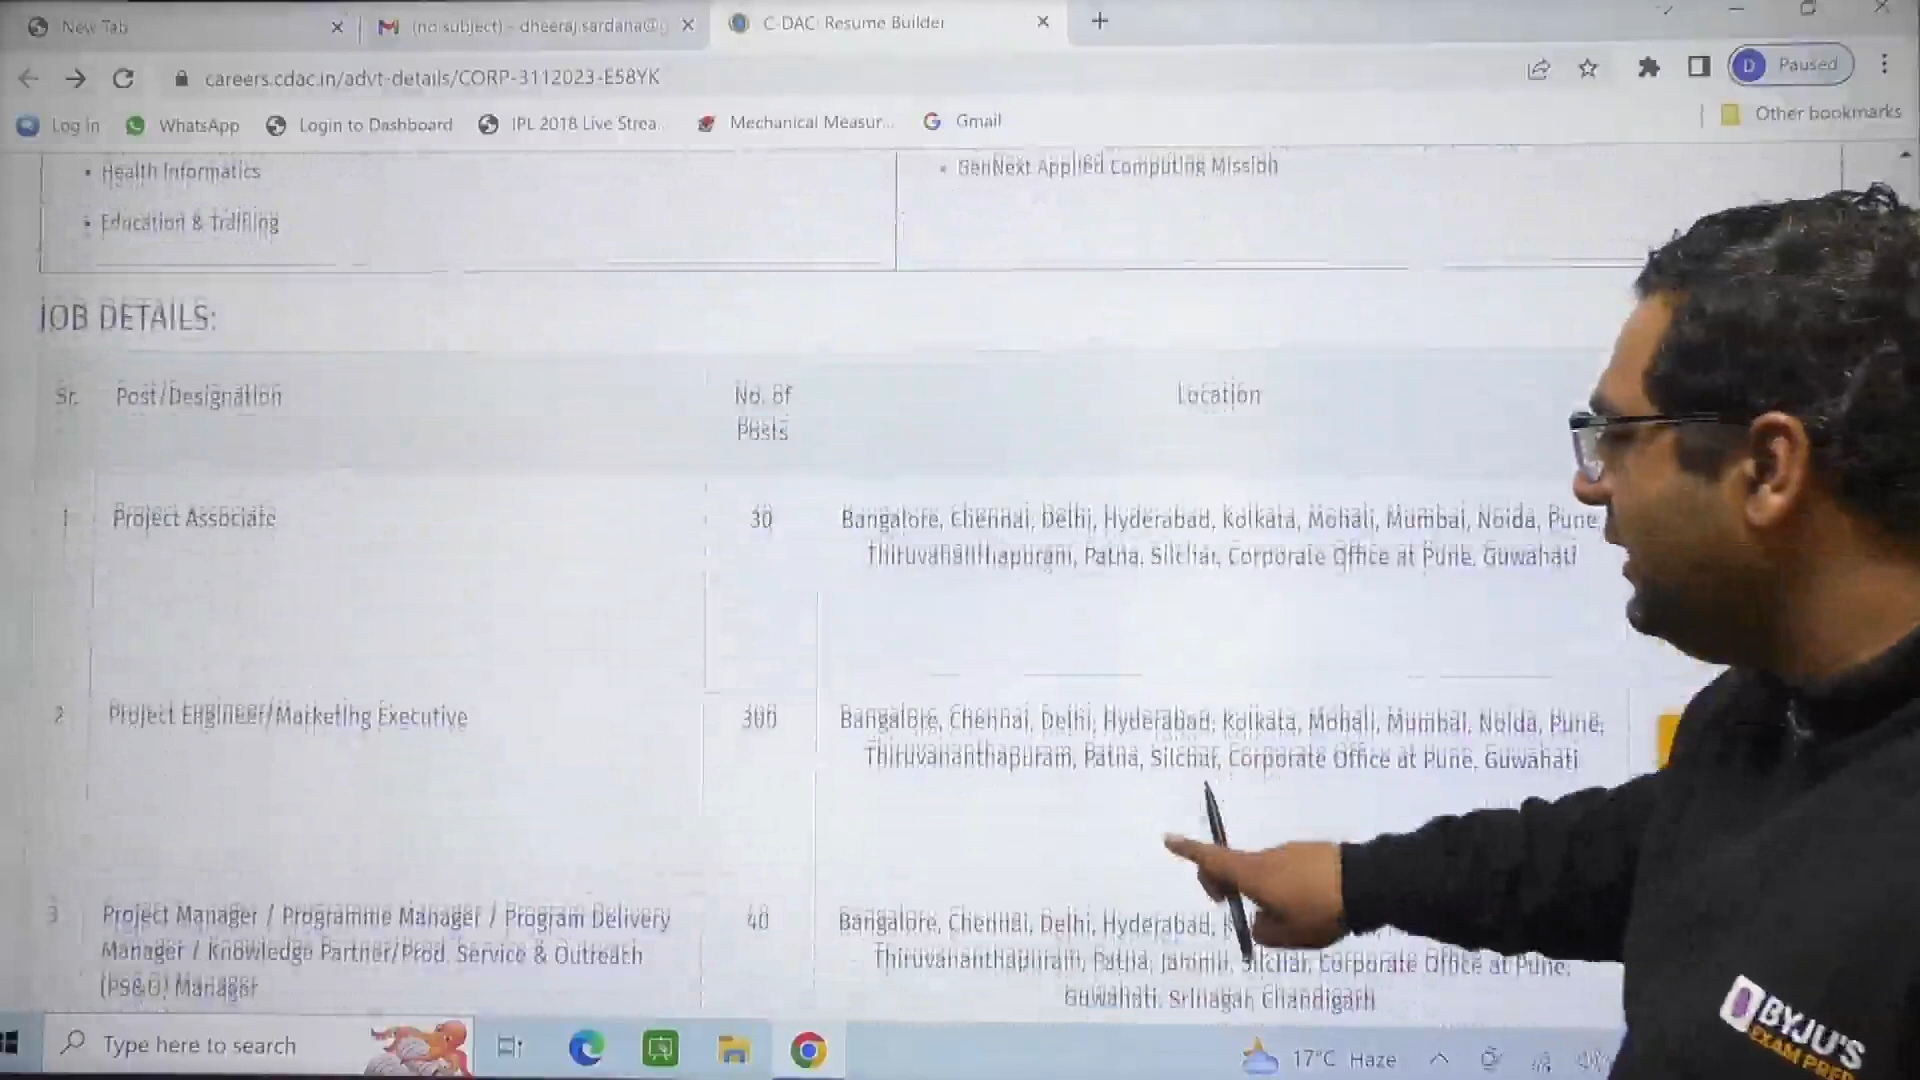 New Tab
(no subject) - dheeraj.sardana@g
C-DAC: Resume Builder
careers.cdac.in/advt-details/CORP-3112023-E58YK
D
Paused
Log in
WhatsApp
Login to Dashboard
IPL 2018 Live Strea...
Mechanical Measur...
G
Gmail
Other bookmarks
• Health Informatics
• GenNext Applied Computing Mission
• Education & Training
JOB DETAILS:
Sr.
Post/Designation
No. of
Posts
Location
1
Project Associate
30
Bangalore, Chennai, Delhi, Hyderabad, Kolkata, Mohali, Mumbai, Noida, Pune
Thiruvananthapuram, Patna, Silchar, Corporate Office at Pune, Guwahati
2
Project Engineer/Marketing Executive
300
Bangalore, Chennai, Delhi, Hyderabad, Kolkata, Mohali, Mumbai, Noida, Pune,
Thiruvananthapuram, Patna, Silchar, Corporate Office at Pune, Guwahati
3
Project Manager / Programme Manager / Program Delivery
Manager / Knowledge Partner/Prod. Service & Outreach
(PS&O) Manager
40
Bangalore, Chennai, Delhi, Hyderabad,
Thiruvananthapuram, Patna, Jammu, Silchar, Corporate Office at Pune,
Guwahati, Srinagar, Chandigarh
Type here to search
17°C Haze
BYJU'S
EXAM PREP